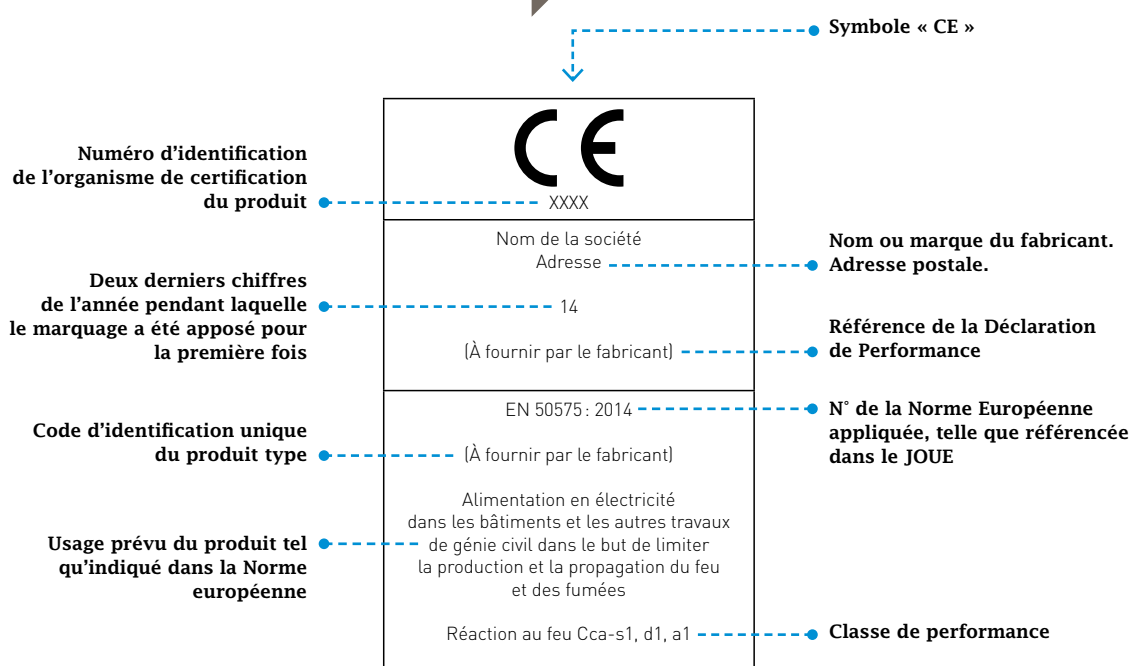 Symbole « CE »
CE
Numéro d’identification
de l’organisme de certification
du produit
XXXX
Nom de la société
Adresse
Nom ou marque du fabricant.
Adresse postale.
Deux derniers chiffres
de l’année pendant laquelle
le marquage a été apposé pour
la première fois
14
(À fournir par le fabricant)
Référence de la Déclaration
de Performance
EN 50575 : 2014
N° de la Norme Européenne
appliquée, telle que référencée
dans le JOUE
Code d’identification unique
du produit type
(À fournir par le fabricant)
Alimentation en électricité
dans les bâtiments et les autres travaux
de génie civil dans le but de limiter
la production et la propagation du feu
et des fumées
Usage prévu du produit tel
qu’indiqué dans la Norme
européenne
Réaction au feu Cca-s1, d1, a1
Classe de performance